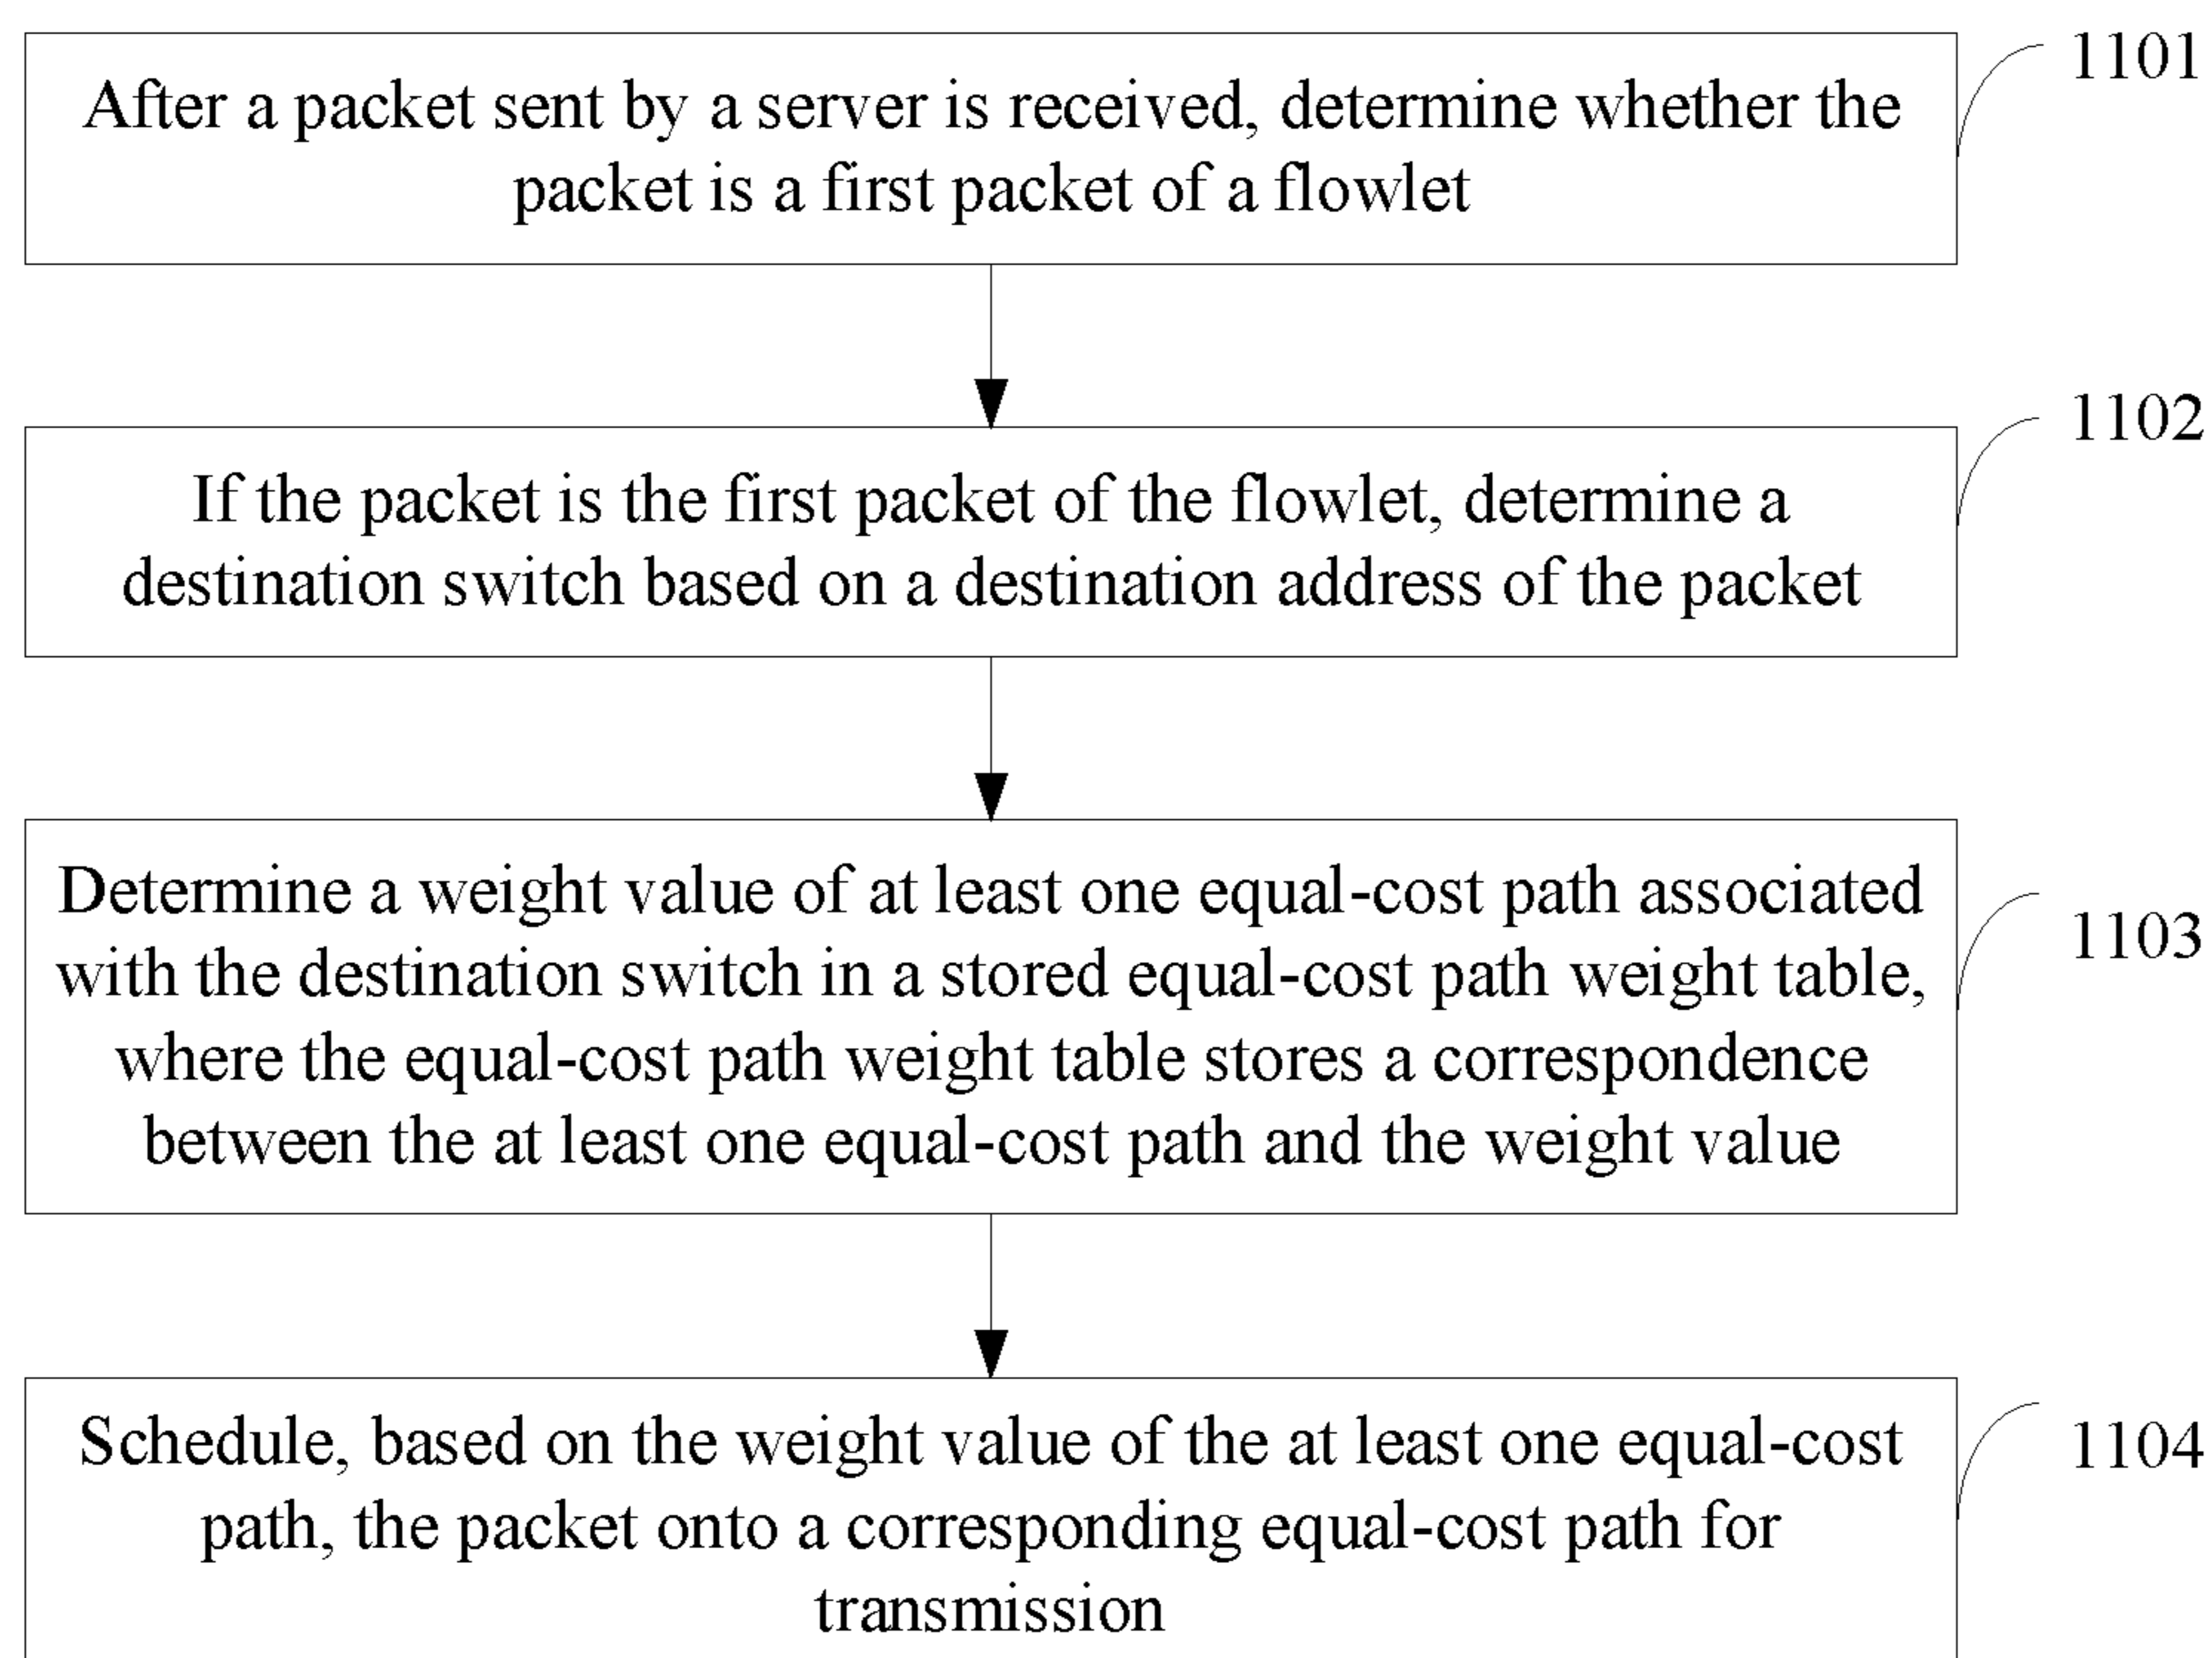 After a packet sent by a server is received, determine whether the
packet is a first packet of a flowlet
1101
If the packet is the first packet of the flowlet, determine a
destination switch based on a destination address of the packet
1102
Determine a weight value of at least one equal-cost path associated
with the destination switch in a stored equal-cost path weight table,
where the equal-cost path weight table stores a correspondence
between the at least one equal-cost path and the weight value
1103
Schedule, based on the weight value of the at least one equal-cost
path, the packet onto a corresponding equal-cost path for
transmission
1104